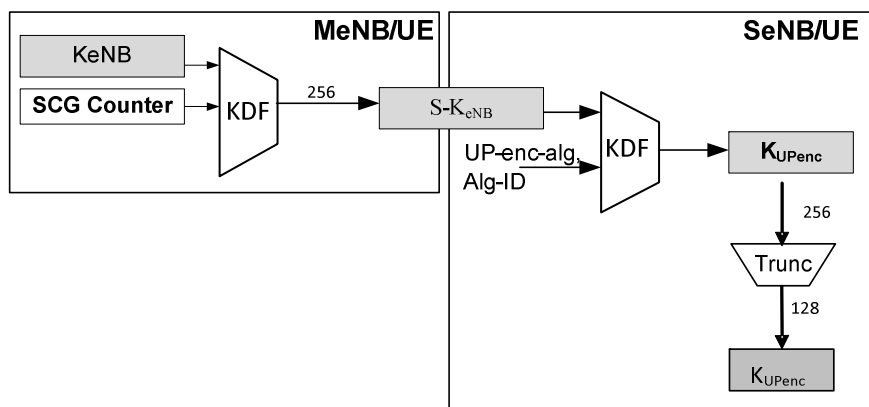 MeNB/UE
SeNB/UE
KeNB
SCG Counter
KDF
256
S-KeNB
UP-enc-alg,
Alg-ID
KDF
KUPenc
256
Trunc
128
KUPenc